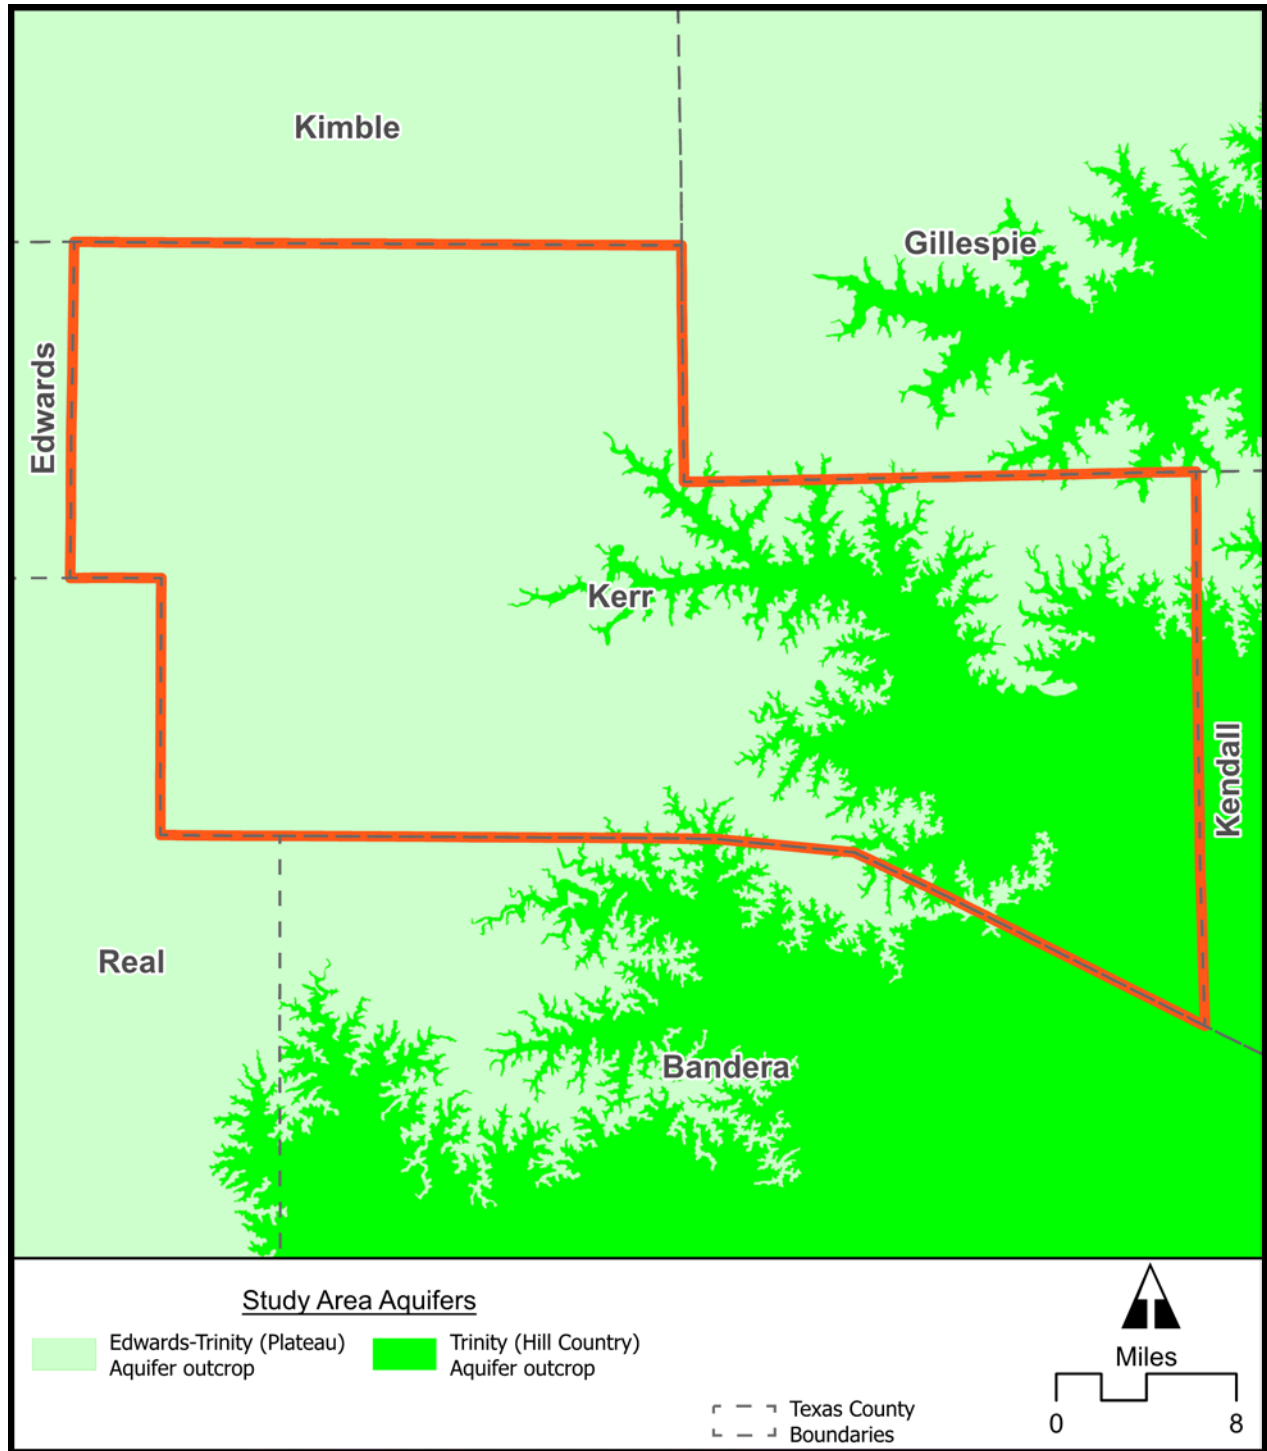 Kimble
Gillespie
Edwards
Kerr
Kendall
Real
Bandera
Study Area Aquifers
Edwards-Trinity (Plateau)
Aquifer outcrop
Trinity (Hill Country)
Aquifer outcrop
Texas County
Boundaries
Miles
0 8